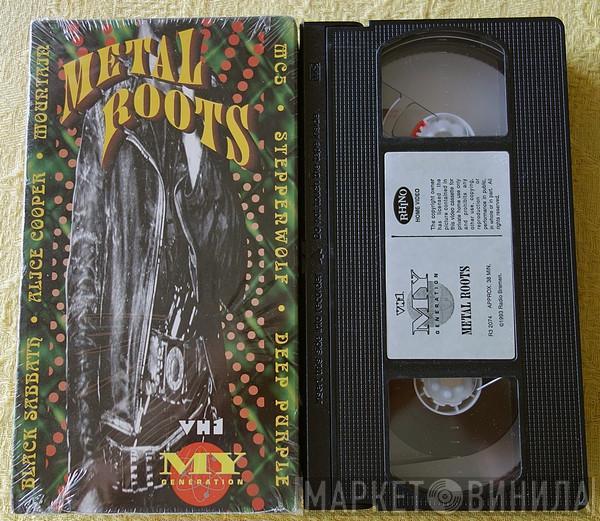 METAL
ROOTS
BLACK SABBATH • ALICE COOPER • MOUNTAIN
MC5 • STEPPENWOLF • DEEP PURPLE
VH1
MY
GENERATION
RHINO
HOME VIDEO
The copyright owner
has licensed the
picture contained in
this video cassette for
private home use only
and prohibits any
other use, copying,
reproduction or
performance in public,
in whole or in part. All
rights reserved.
VH1
MY
GENERATION
METAL ROOTS
R3 2074 APPROX. 38 MIN.
©1993 Radio Bremen.
МАРКЕТ ВИНИЛА